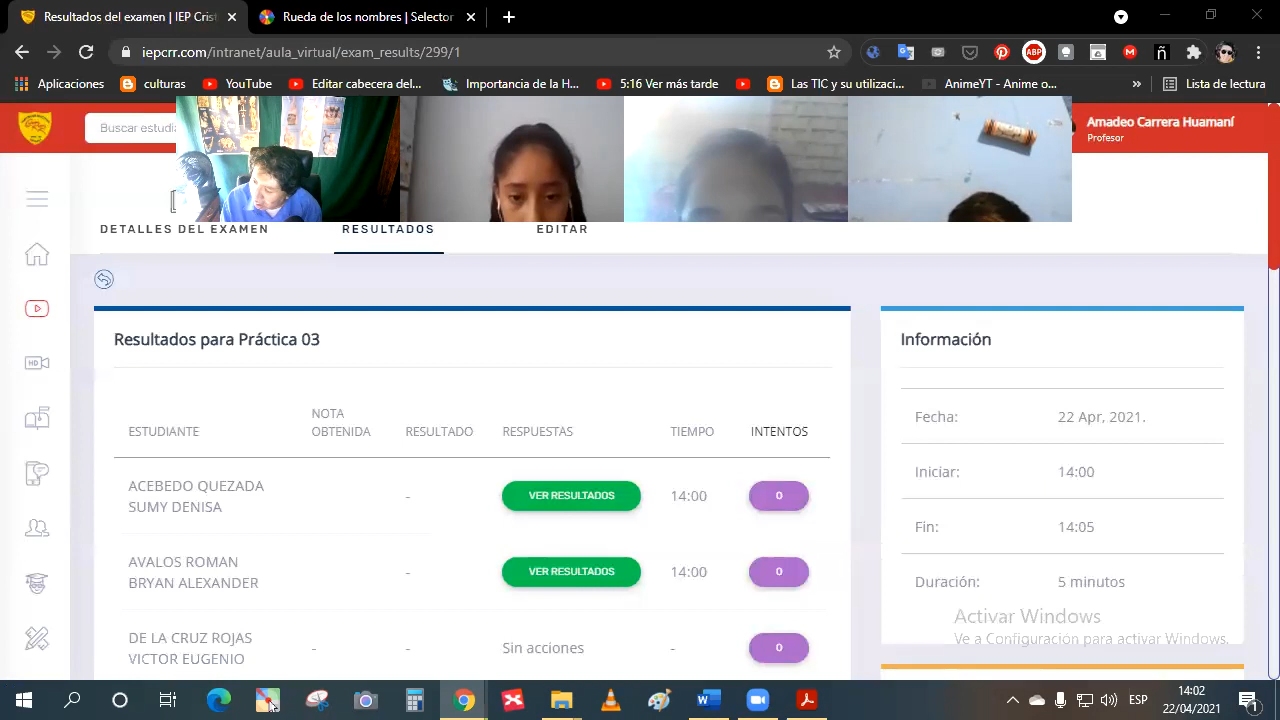 Resultados del examen | IEP Crist
Rueda de los nombres | Selector
iepcrr.com/intranet/aula_virtual/exam_results/299/1
ABP
ñ
Aplicaciones
culturas
YouTube
Editar cabecera del...
Importancia de la H...
5:16 Ver más tarde
Las TIC y su utilizaci...
AnimeYT - Anime o...
»
Lista de lectura
Buscar estudi
Amadeo Carrera Huamaní
Profesor
DETALLES DEL EXAMEN
RESULTADOS
EDITAR
HD
Resultados para Práctica 03
ESTUDIANTE
NOTA
OBTENIDA
RESULTADO
RESPUESTAS
TIEMPO
INTENTOS
ACEBEDO QUEZADA
SUMY DENISA
-
VER RESULTADOS
14:00
0
AVALOS ROMAN
BRYAN ALEXANDER
-
VER RESULTADOS
14:00
0
DE LA CRUZ ROJAS
VICTOR EUGENIO
-
-
Sin acciones
-
0
Información
Fecha: 22 Apr, 2021.
Iniciar: 14:00
Fin: 14:05
Duración: 5 minutos
Activar Windows
Ve a Configuración para activar Windows.
ESP
14:02
22/04/2021
1